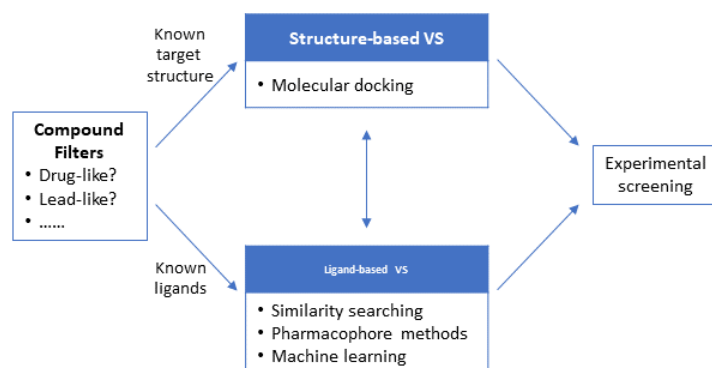 Known
target
structure
Structure-based VS
• Molecular docking
Compound
Filters
• Drug-like?
• Lead-like?
• ......
Experimental
screening
Known
ligands
Ligand-based VS
• Similarity searching
• Pharmacophore methods
• Machine learning